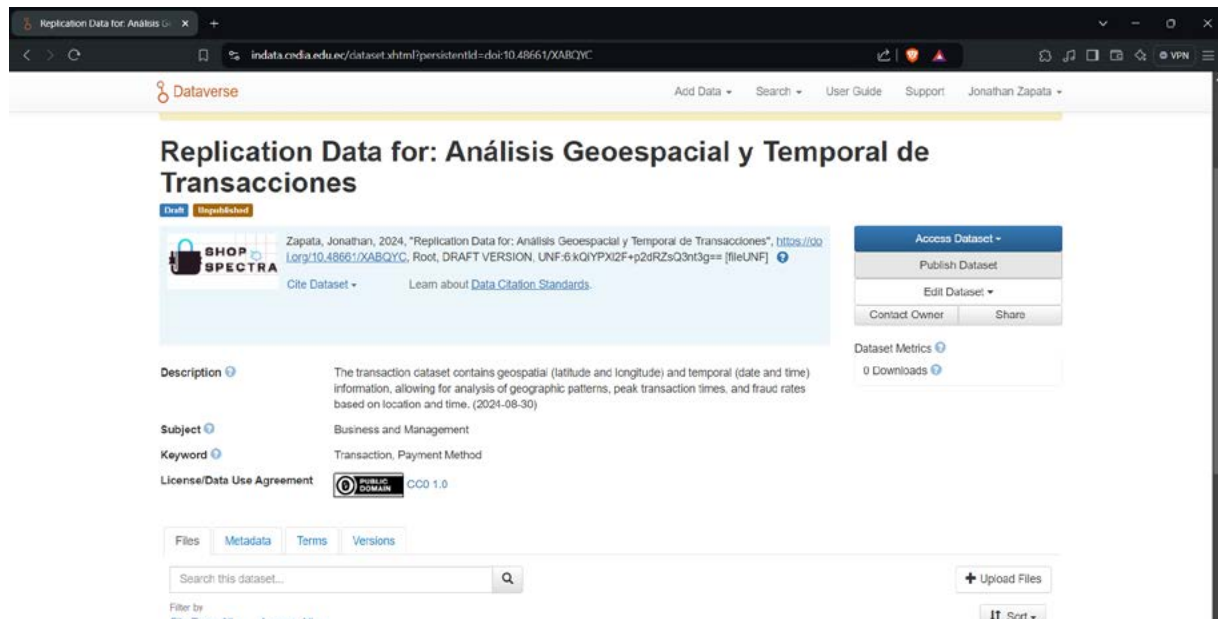 Replication Data for: Análisis G
indata.cedia.edu.ec/dataset.xhtml?persistentId=doi:10.48661/XABQYC
VPN
Dataverse
Add Data
Search
User Guide
Support
Jonathan Zapata
Replication Data for: Análisis Geoespacial y Temporal de
Transacciones
Draft
Unpublished
SHOP
SPECTRA
Zapata, Jonathan, 2024, "Replication Data for: Análisis Geoespacial y Temporal de Transacciones", https://do
i.org/10.48661/XABQYC, Root, DRAFT VERSION, UNF:6:kQIYPXI2F+p2dRZsQ3nt3g== [fileUNF]
Cite Dataset
Learn about Data Citation Standards.
Access Dataset
Publish Dataset
Edit Dataset
Contact Owner
Share
Dataset Metrics
0 Downloads
Description
The transaction dataset contains geospatial (latitude and longitude) and temporal (date and time)
information, allowing for analysis of geographic patterns, peak transaction times, and fraud rates
based on location and time. (2024-08-30)
Subject
Business and Management
Keyword
Transaction, Payment Method
License/Data Use Agreement
PUBLIC
DOMAIN
CC0 1.0
Files
Metadata
Terms
Versions
Search this dataset...
Upload Files
Filter by
Sort